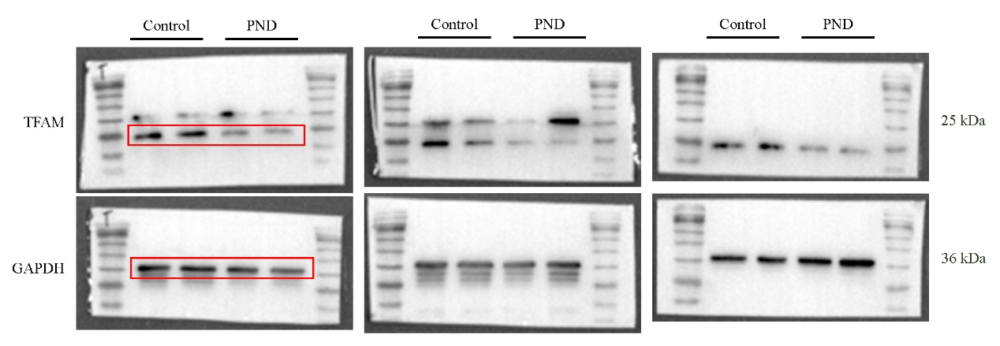 Control PND Control PND Control PND
T
TFAM 25 kDa
T
GAPDH 36 kDa